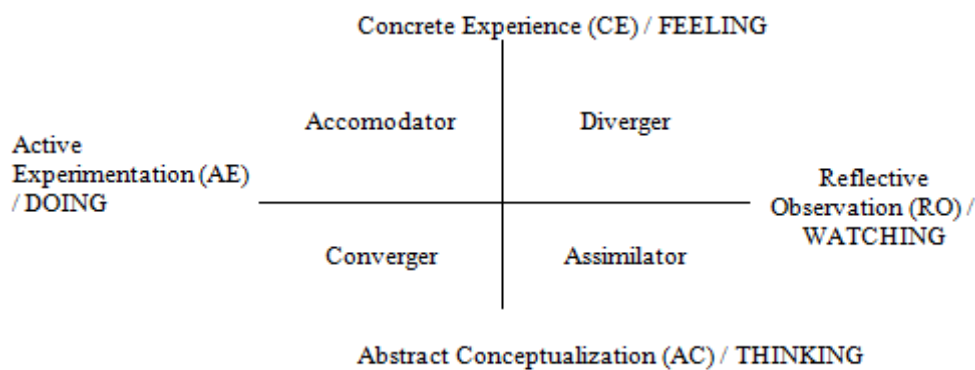 Concrete Experience (CE) / FEELING
Accomodator
Diverger
Active
Experimentation (AE)
/ DOING
Reflective
Observation (RO) /
WATCHING
Converger
Assimilator
Abstract Conceptualization (AC) / THINKING